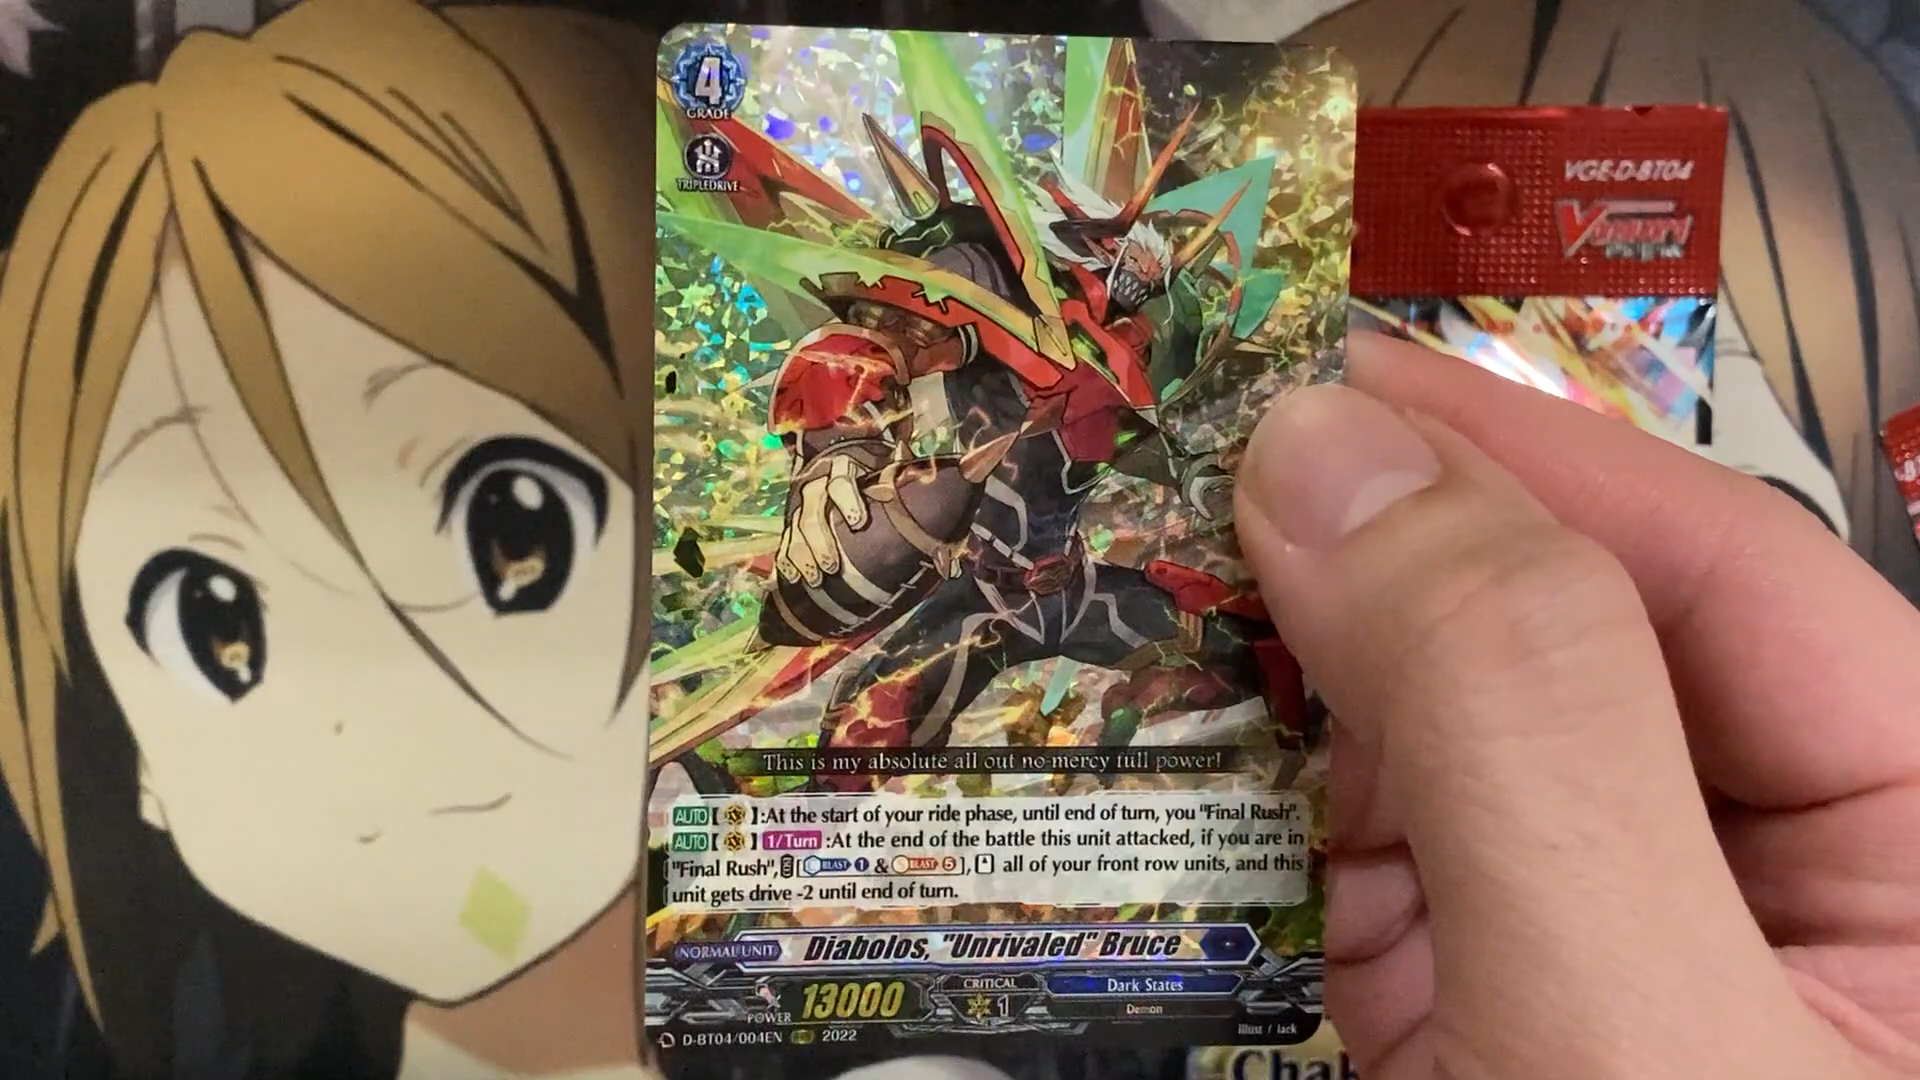 4
GRADE
TRIPLEDRIVE
VGE-D-BT04
Vanguard
This is my absolute all out no-mercy full power!
AUTO【 】:At the start of your ride phase, until end of turn, you "Final Rush".
AUTO【 】1/Turn :At the end of the battle this unit attacked, if you are in
"Final Rush", [ BLAST 1 & BLAST 5], all of your front row units, and this
unit gets drive -2 until end of turn.
NORMAL UNIT
Diabolos, "Unrivaled" Bruce
POWER 13000
CRITICAL
1
Dark States
Demon
D-BT04/004EN
2022
illust / lack
Chak